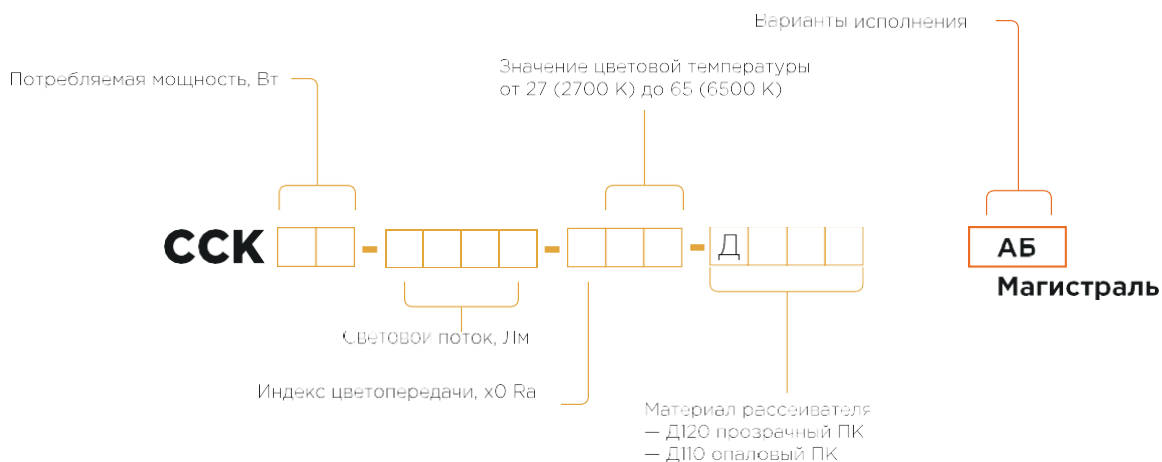 Варианты исполнения
Потребляемая мощность, Вт
Значение цветовой температуры
от 27 (2700 К) до 65 (6500 К)
ССК - - - Д АБ
Магистраль
Световой поток, Лм
Индекс цветопередачи, х0 Ra
Материал рассеивателя
— Д120 прозрачный ПК
— Д110 опаловый ПК